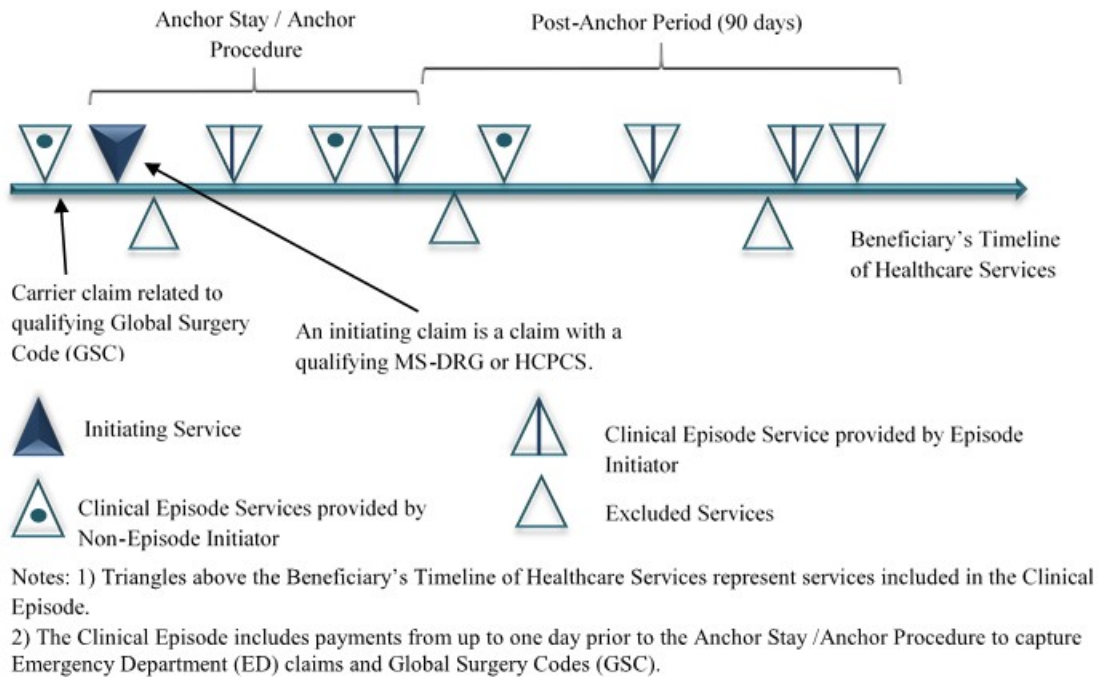 Anchor Stay / Anchor
Procedure
Post-Anchor Period (90 days)
Beneficiary's Timeline
of Healthcare Services
Carrier claim related to
qualifying Global Surgery
Code (GSC)
An initiating claim is a claim with a
qualifying MS-DRG or HCPCS.
Initiating Service
Clinical Episode Service provided by Episode
Initiator
Clinical Episode Services provided by
Non-Episode Initiator
Excluded Services
Notes: 1) Triangles above the Beneficiary's Timeline of Healthcare Services represent services included in the Clinical
Episode.
2) The Clinical Episode includes payments from up to one day prior to the Anchor Stay /Anchor Procedure to capture
Emergency Department (ED) claims and Global Surgery Codes (GSC).